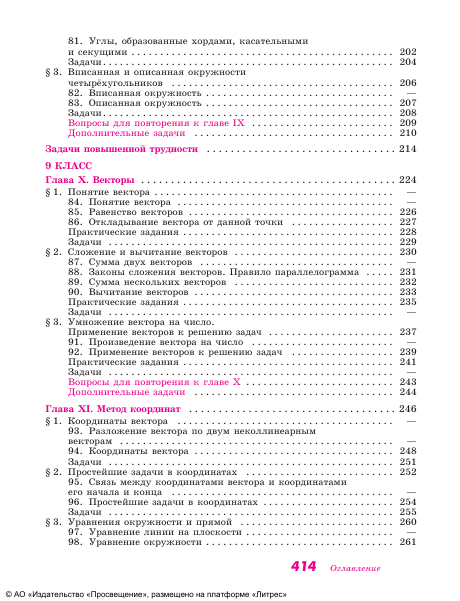 81. Углы, образованные хордами, касательными
и секущими . . . . . . . . . . . . . . . . . . . . . . . . . . . . . . . . . . . . . 202
Задачи . . . . . . . . . . . . . . . . . . . . . . . . . . . . . . . . . . . . . . . . . 204
§ 3. Вписанная и описанная окружности
четырёхугольников . . . . . . . . . . . . . . . . . . . . . . . . . . . . . . . 206
82. Вписанная окружность . . . . . . . . . . . . . . . . . . . . . . . . . . —
83. Описанная окружность . . . . . . . . . . . . . . . . . . . . . . . . . . 207
Задачи . . . . . . . . . . . . . . . . . . . . . . . . . . . . . . . . . . . . . . . . . 208
Вопросы для повторения к главе IX . . . . . . . . . . . . . . . . . . . . 209
Дополнительные задачи . . . . . . . . . . . . . . . . . . . . . . . . . . . . 210
Задачи повышенной трудности . . . . . . . . . . . . . . . . . . . . . . . . . . . 214
9 КЛАСС
Глава X. Векторы . . . . . . . . . . . . . . . . . . . . . . . . . . . . . . . . . . . . 224
§ 1. Понятие вектора . . . . . . . . . . . . . . . . . . . . . . . . . . . . . . . . . —
84. Понятие вектора . . . . . . . . . . . . . . . . . . . . . . . . . . . . . . —
85. Равенство векторов . . . . . . . . . . . . . . . . . . . . . . . . . . . . 226
86. Откладывание вектора от данной точки . . . . . . . . . . . . . . 227
Практические задания . . . . . . . . . . . . . . . . . . . . . . . . . . . . . 228
Задачи . . . . . . . . . . . . . . . . . . . . . . . . . . . . . . . . . . . . . . . . 229
§ 2. Сложение и вычитание векторов . . . . . . . . . . . . . . . . . . . . . . 230
87. Сумма двух векторов . . . . . . . . . . . . . . . . . . . . . . . . . . . —
88. Законы сложения векторов. Правило параллелограмма . . . . . 231
89. Сумма нескольких векторов . . . . . . . . . . . . . . . . . . . . . . 232
90. Вычитание векторов . . . . . . . . . . . . . . . . . . . . . . . . . . . . 233
Практические задания . . . . . . . . . . . . . . . . . . . . . . . . . . . . . 235
Задачи . . . . . . . . . . . . . . . . . . . . . . . . . . . . . . . . . . . . . . . . —
§ 3. Умножение вектора на число.
Применение векторов к решению задач . . . . . . . . . . . . . . . . . 237
91. Произведение вектора на число . . . . . . . . . . . . . . . . . . . . —
92. Применение векторов к решению задач . . . . . . . . . . . . . . 239
Практические задания . . . . . . . . . . . . . . . . . . . . . . . . . . . . . 241
Задачи . . . . . . . . . . . . . . . . . . . . . . . . . . . . . . . . . . . . . . . . —
Вопросы для повторения к главе X . . . . . . . . . . . . . . . . . . . . . 243
Дополнительные задачи . . . . . . . . . . . . . . . . . . . . . . . . . . . . 244
Глава XI. Метод координат . . . . . . . . . . . . . . . . . . . . . . . . . . . . . 246
§ 1. Координаты вектора . . . . . . . . . . . . . . . . . . . . . . . . . . . . . . —
93. Разложение вектора по двум неколлинеарным
векторам . . . . . . . . . . . . . . . . . . . . . . . . . . . . . . . . . . . . . . —
94. Координаты вектора . . . . . . . . . . . . . . . . . . . . . . . . . . . . 248
Задачи . . . . . . . . . . . . . . . . . . . . . . . . . . . . . . . . . . . . . . . . 251
§ 2. Простейшие задачи в координатах . . . . . . . . . . . . . . . . . . . . . 252
95. Связь между координатами вектора и координатами
его начала и конца . . . . . . . . . . . . . . . . . . . . . . . . . . . . . . . —
96. Простейшие задачи в координатах . . . . . . . . . . . . . . . . . . 254
Задачи . . . . . . . . . . . . . . . . . . . . . . . . . . . . . . . . . . . . . . . . 255
§ 3. Уравнения окружности и прямой . . . . . . . . . . . . . . . . . . . . . . 260
97. Уравнение линии на плоскости . . . . . . . . . . . . . . . . . . . . . —
98. Уравнение окружности . . . . . . . . . . . . . . . . . . . . . . . . . . 261
414 Оглавление
© АО «Издательство «Просвещение», размещено на платформе «Литрес»